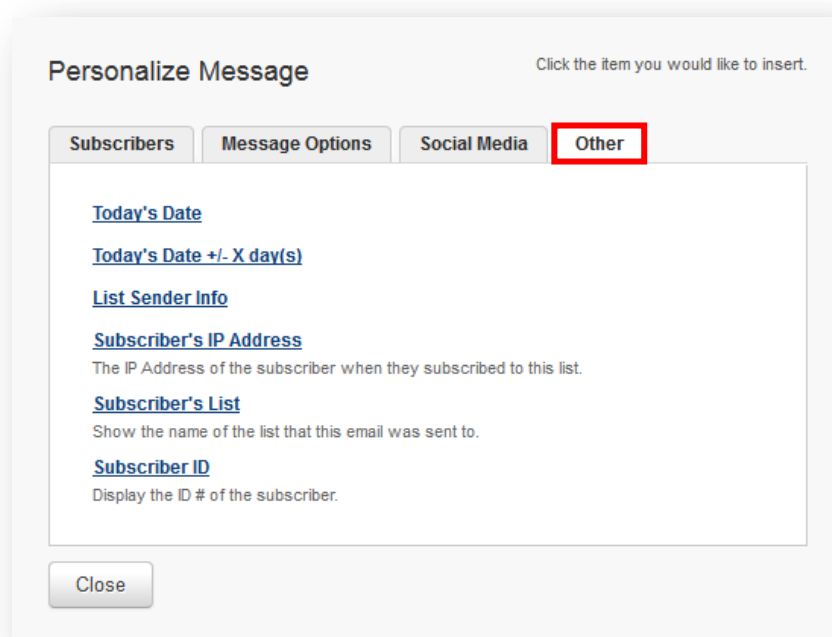 Personalize Message
Click the item you would like to insert.
Subscribers
Message Options
Social Media
Other
Today's Date
Today's Date +/- X day(s)
List Sender Info
Subscriber's IP Address
The IP Address of the subscriber when they subscribed to this list.
Subscriber's List
Show the name of the list that this email was sent to.
Subscriber ID
Display the ID # of the subscriber.
Close